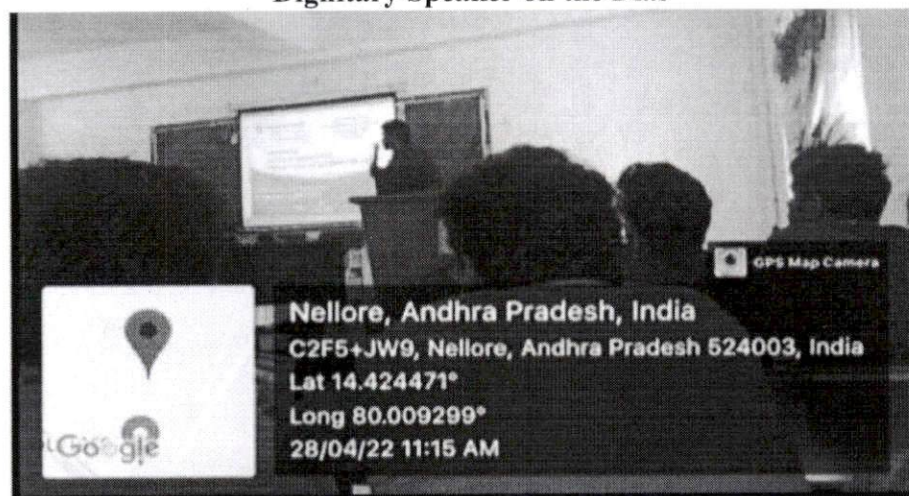 GPS Map Camera
Nellore, Andhra Pradesh, India
C2F5+JW9, Nellore, Andhra Pradesh 524003, India
Lat 14.424471°
Long 80.009299°
28/04/22 11:15 AM
Google